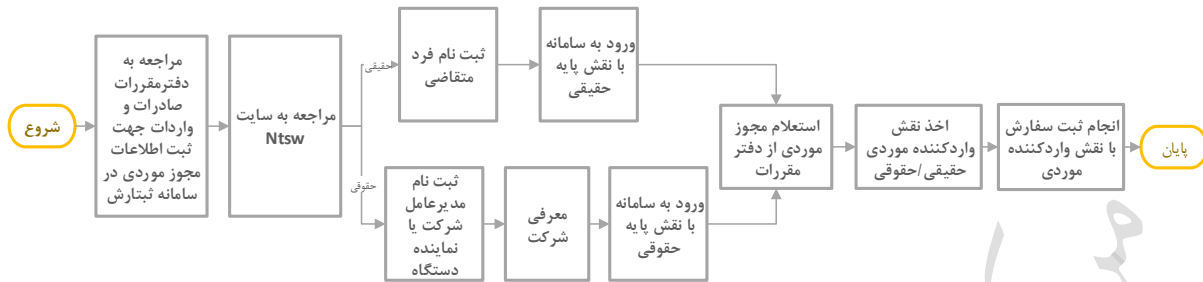 شروع
مراجعه به
دفترمقررات
صادرات و
واردات جهت
ثبت اطلاعات
مجوز موردی در
سامانه ثبتارش
مراجعه به سایت
Ntsw
حقیقی
ثبت نام فرد
متقاضی
ورود به سامانه
با نقش پایه
حقیقی
حقوقی
ثبت نام
مدیرعامل
شرکت یا
نماینده
دستگاه
معرفی
شرکت
ورود به سامانه
با نقش پایه
حقوقی
استعلام مجوز
موردی از دفتر
مقررات
اخذ نقش
واردکننده موردی
حقیقی/حقوقی
انجام ثبت سفارش
با نقش واردکننده
موردی
پایان